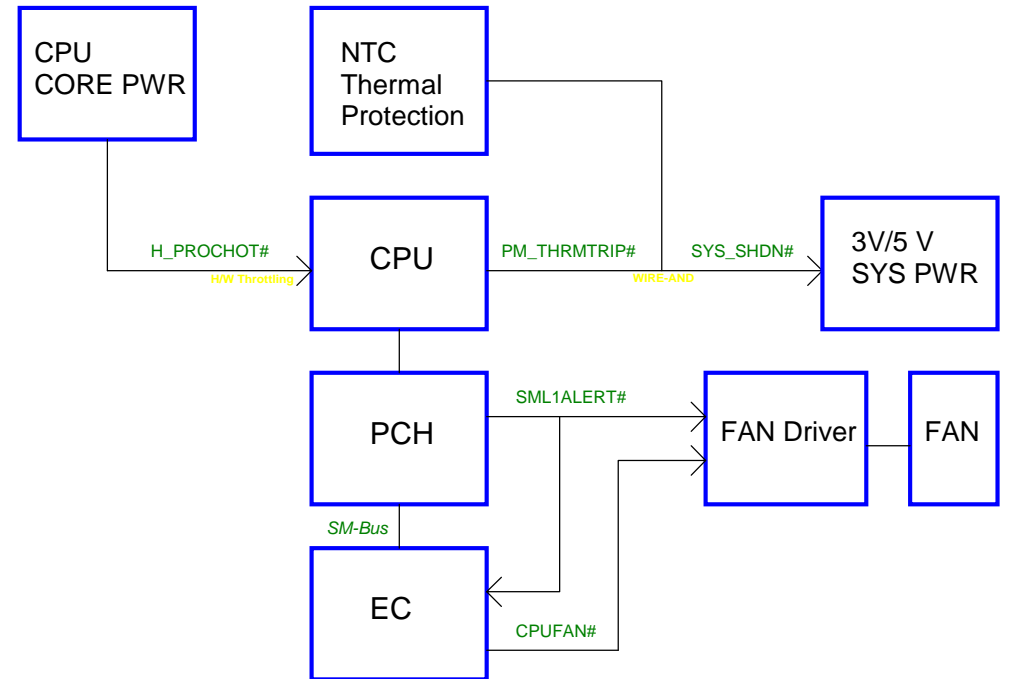 CPU
CORE PWR
NTC
Thermal
Protection
H_PROCHOT#
H/W Throttling
CPU
PM_THRMTRIP#
WIRE-AND
SYS_SHDN#
3V/5 V
SYS PWR
PCH
SML1ALERT#
FAN Driver
FAN
SM-Bus
EC
CPUFAN#